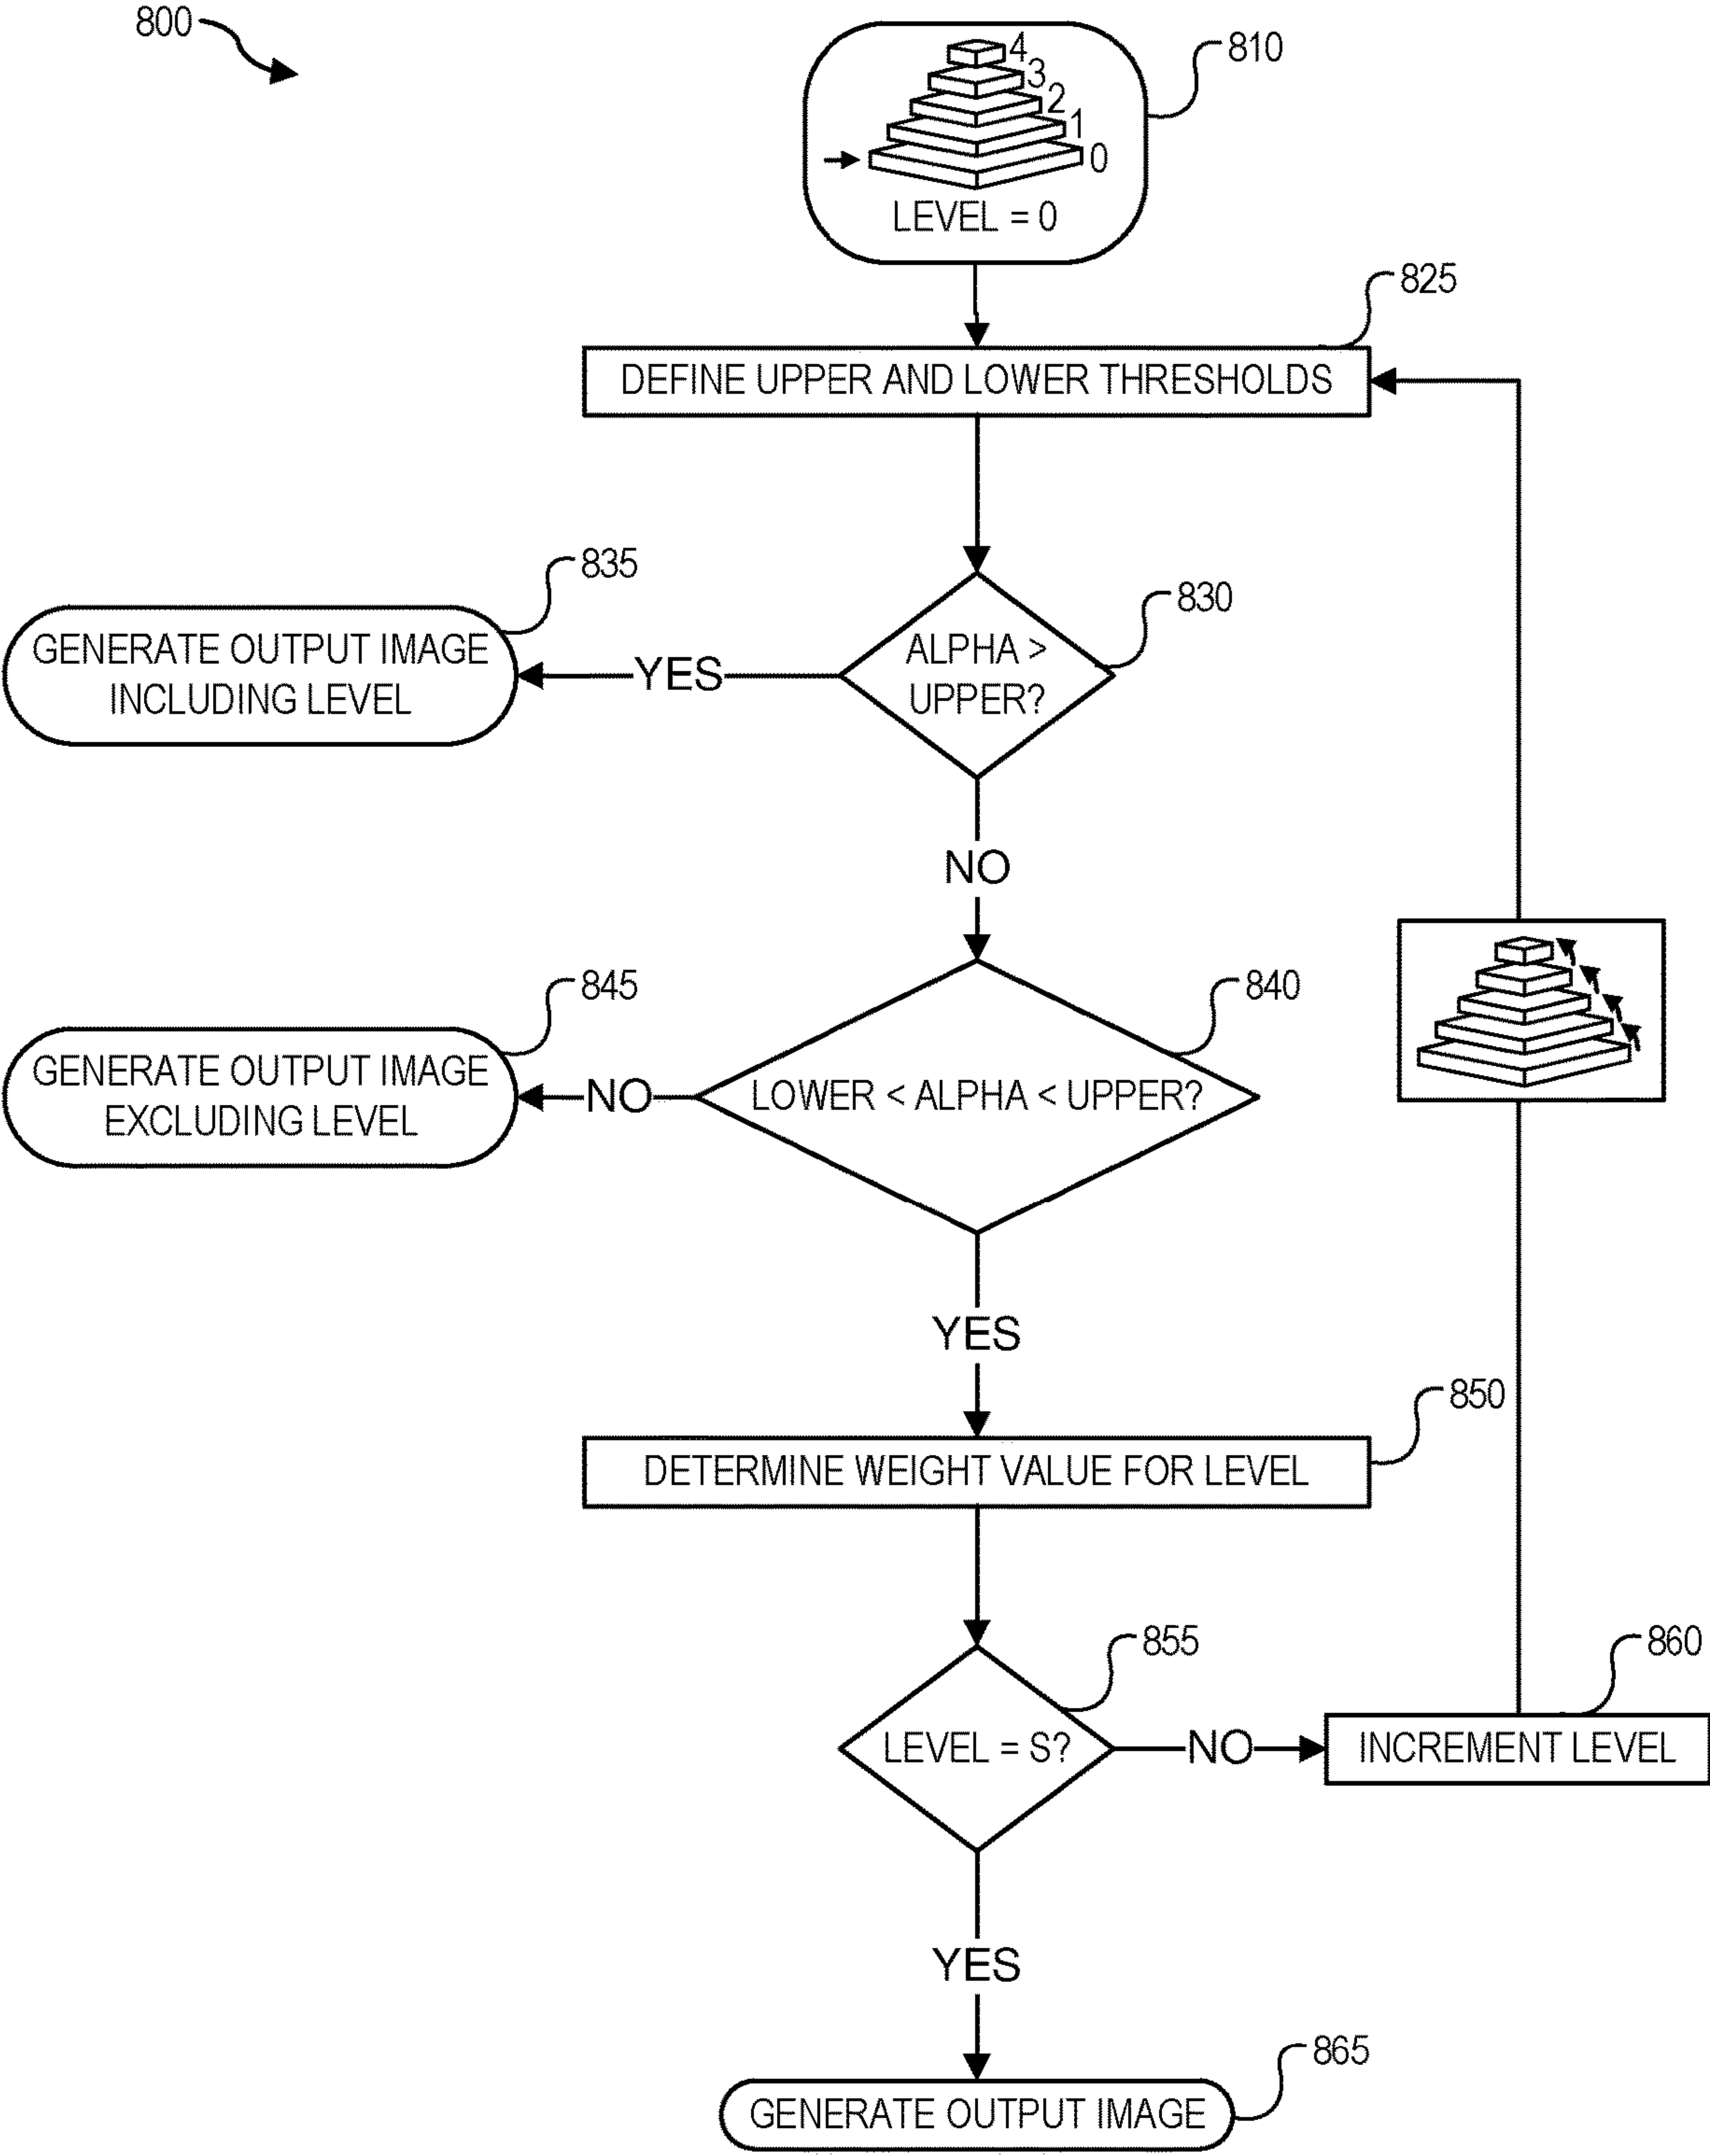 800
810
4
3
2
1
0
LEVEL = 0
825
DEFINE UPPER AND LOWER THRESHOLDS
835
830
GENERATE OUTPUT IMAGE
INCLUDING LEVEL
YES
ALPHA >
UPPER?
NO
845
840
GENERATE OUTPUT IMAGE
EXCLUDING LEVEL
NO
LOWER < ALPHA < UPPER?
YES
850
DETERMINE WEIGHT VALUE FOR LEVEL
855
860
LEVEL = S?
NO
INCREMENT LEVEL
YES
865
GENERATE OUTPUT IMAGE